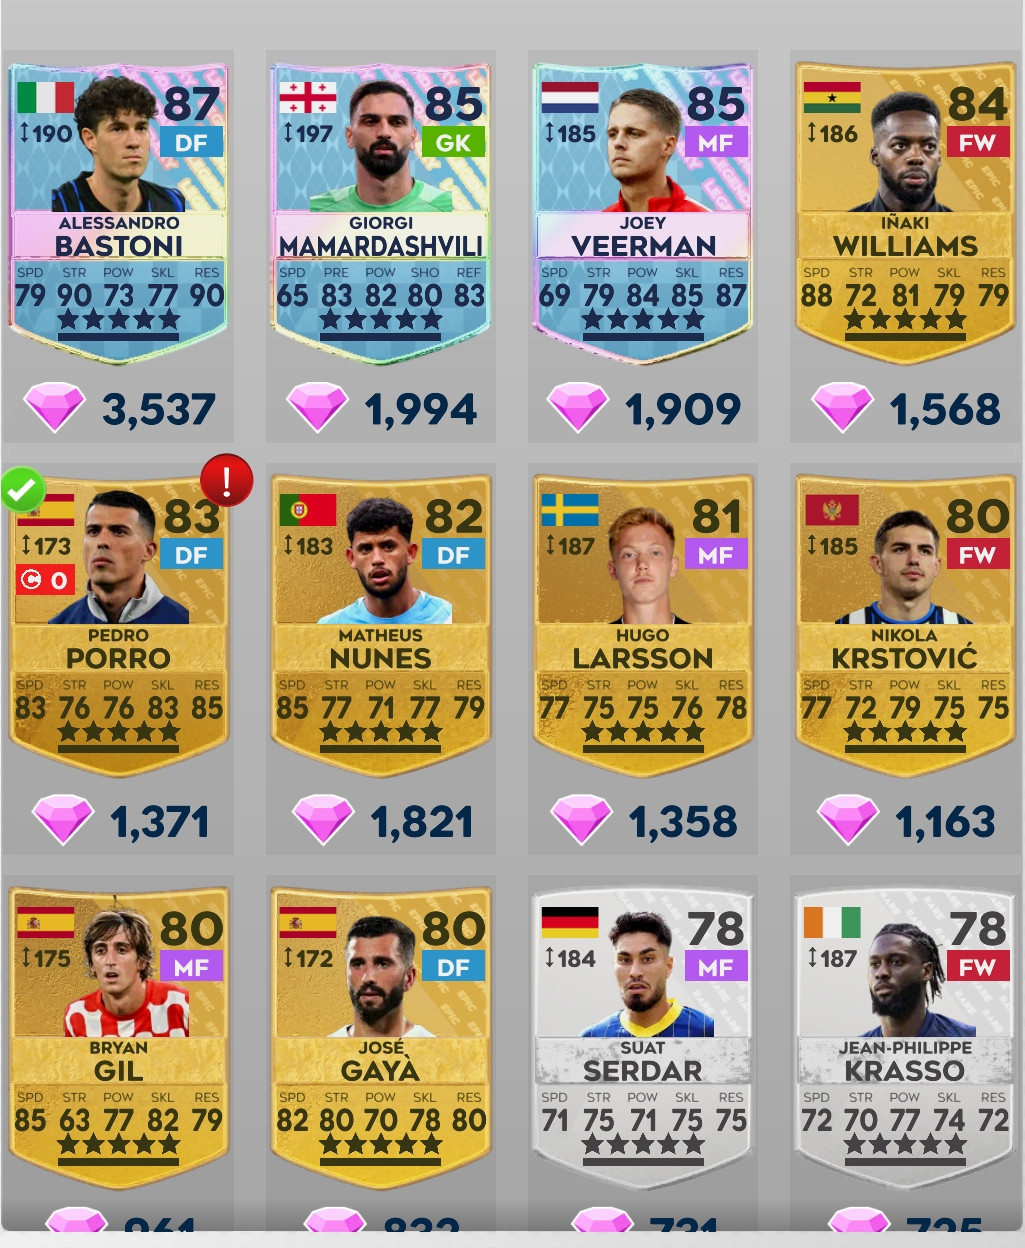 87
190
DF
ALESSANDRO
BASTONI
SPD STR POW SKL RES
79 90 73 77 90
3,537
85
197
GK
GIORGI
MAMARDASHVILI
SPD PRE POW SHO REF
65 83 82 80 83
1,994
85
185
MF
JOEY
VEERMAN
SPD STR POW SKL RES
69 79 84 85 87
1,909
84
186
FW
IÑAKI
WILLIAMS
SPD STR POW SKL RES
88 72 81 79 79
1,568
!
83
173
DF
© 0
PEDRO
PORRO
SPD STR POW SKL RES
83 76 76 83 85
1,371
82
183
DF
MATHEUS
NUNES
SPD STR POW SKL RES
85 77 71 77 79
1,821
81
187
MF
HUGO
LARSSON
SPD STR POW SKL RES
77 75 75 76 78
1,358
80
185
FW
NIKOLA
KRSTOVIĆ
SPD STR POW SKL RES
77 72 79 75 75
1,163
80
175
MF
BRYAN
GIL
SPD STR POW SKL RES
85 63 77 82 79
961
80
172
DF
JOSÉ
GAYÀ
SPD STR POW SKL RES
82 80 70 78 80
832
78
184
MF
SUAT
SERDAR
SPD STR POW SKL RES
71 75 71 75 75
731
78
187
FW
JEAN-PHILIPPE
KRASSO
SPD STR POW SKL RES
72 70 77 74 72
725